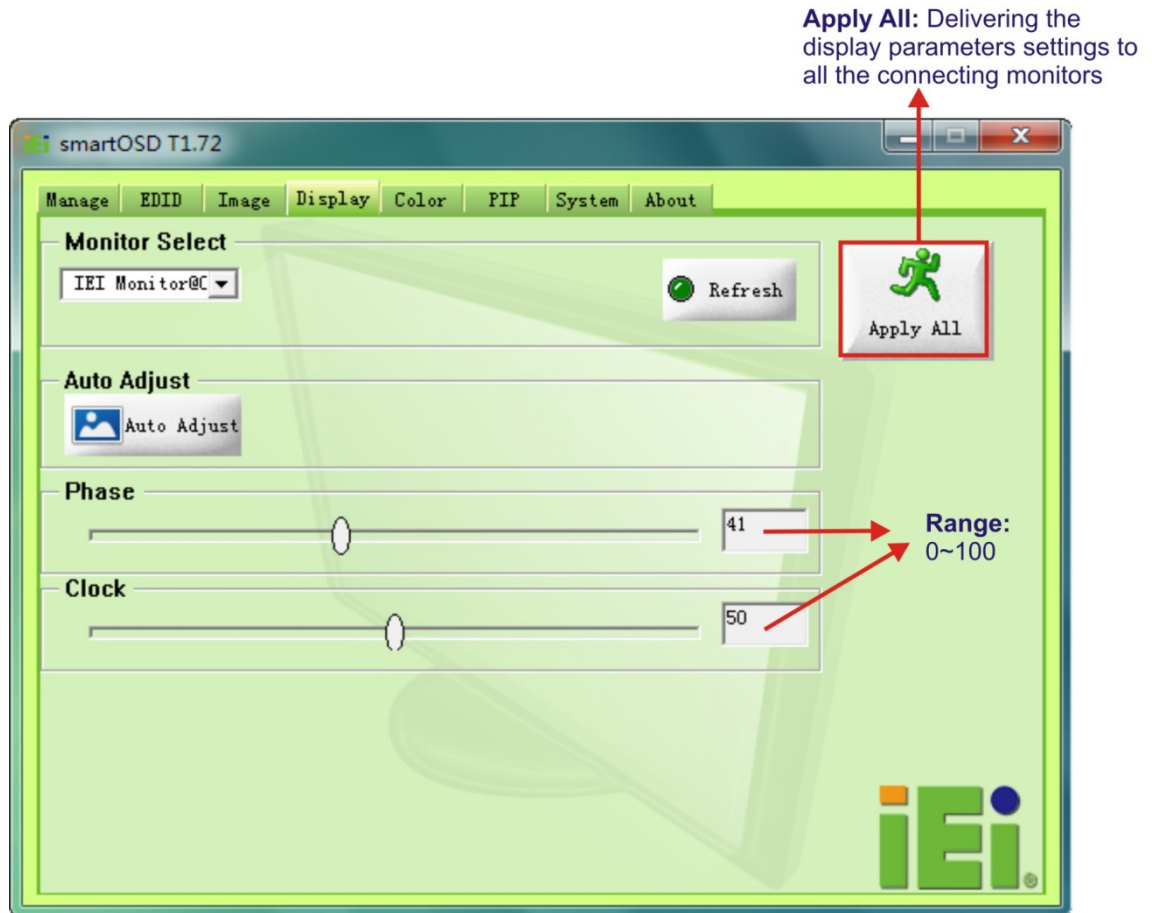 Apply All: Delivering the
display parameters settings to
all the connecting monitors
iEi smartOSD T1.72
Manage EDID Image Display Color PIP System About
Monitor Select
IEI Monitor@C
Refresh
Apply All
Auto Adjust
Auto Adjust
Phase
41
Range:
0~100
Clock
50
iEi®